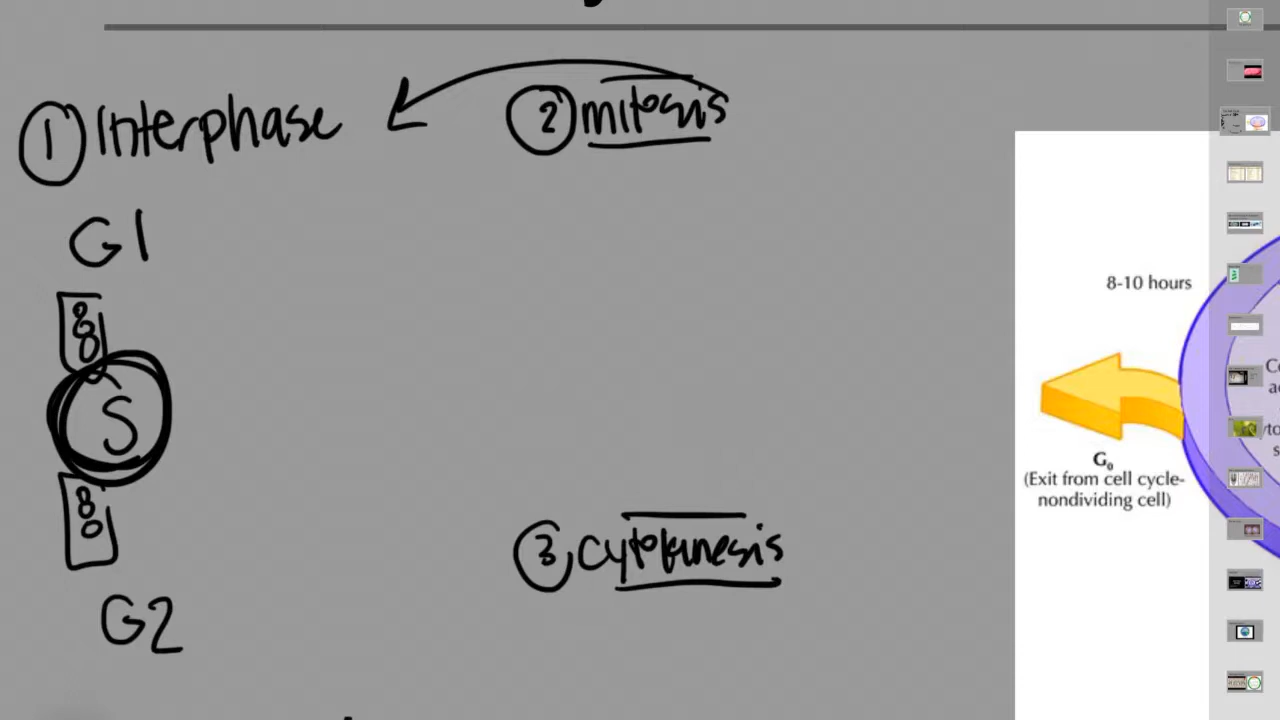 ① Interphase
② mitosis
G1
S
G2
③ cytokinesis
8-10 hours
G₀
(Exit from cell cycle-
nondividing cell)